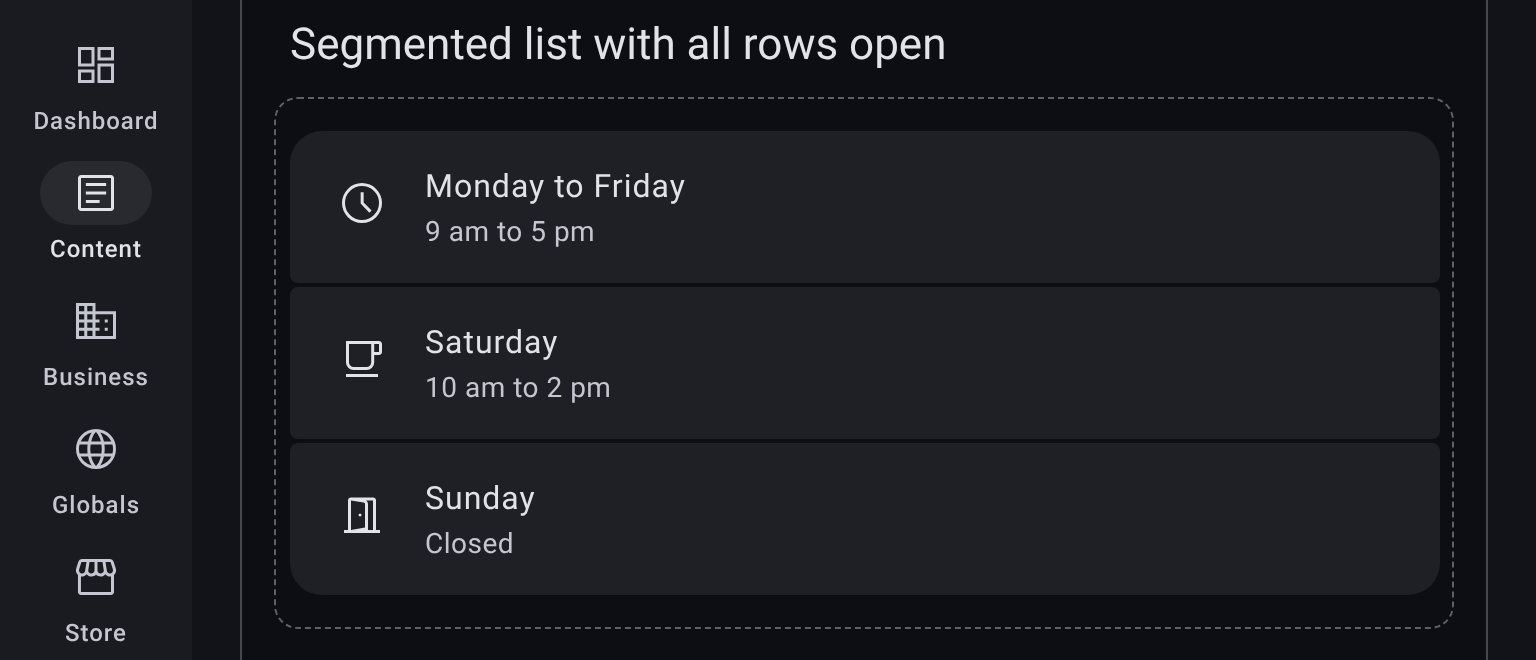 Segmented list with all rows open
Dashboard
Content
Business
Globals
Store
Monday to Friday
9 am to 5 pm
Saturday
10 am to 2 pm
Sunday
Closed